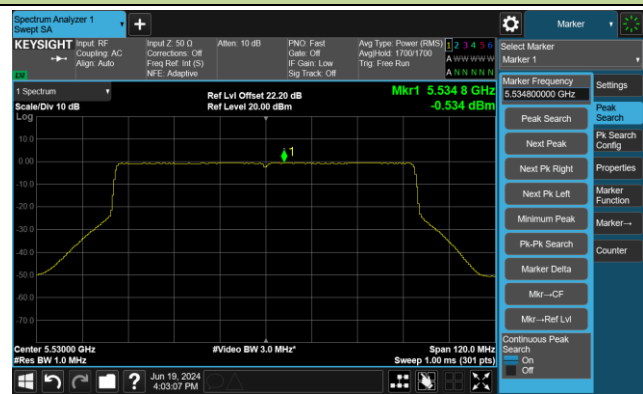 Spectrum Analyzer 1
Swept SA
+
Marker
KEYSIGHT
Input: RF
Coupling: AC
Align: Auto
Input Z: 50 Ω
Corrections: Off
Freq Ref: Int (S)
NFE: Adaptive
Atten: 10 dB
PNO: Fast
Gate: Off
IF Gain: Low
Sig Track: Off
Avg Type: Power (RMS)
Avg|Hold: 1700/1700
Trig: Free Run
1 2 3 4 5 6
A W W W W W
A N N N N N
LW
Select Marker
Marker 1
1 Spectrum
Scale/Div 10 dB
Log
Ref Lvl Offset 22.20 dB
Ref Level 20.00 dBm
Mkr1 5.534 8 GHz
-0.534 dBm
10.0
0.00
-10.0
-20.0
-30.0
-40.0
-50.0
-60.0
-70.0
1
Center 5.53000 GHz
#Res BW 1.0 MHz
#Video BW 3.0 MHz*
Span 120.0 MHz
Sweep 1.00 ms (301 pts)
Marker Frequency
5.534800000 GHz
Peak Search
Next Peak
Next Pk Right
Next Pk Left
Minimum Peak
Pk-Pk Search
Marker Delta
Mkr→CF
Mkr→Ref Lvl
Continuous Peak
Search
On
Off
Settings
Peak
Search
Pk Search
Config
Properties
Marker
Function
Marker→
Counter
?
Jun 19, 2024
4:03:07 PM